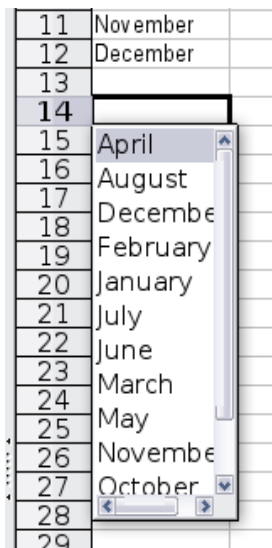 11 November
12 December
13
14
15 April
16 August
17 Decembe
18 February
19 January
20 July
21 June
22 March
23 May
24 Novembe
25 October
26
27
28
29